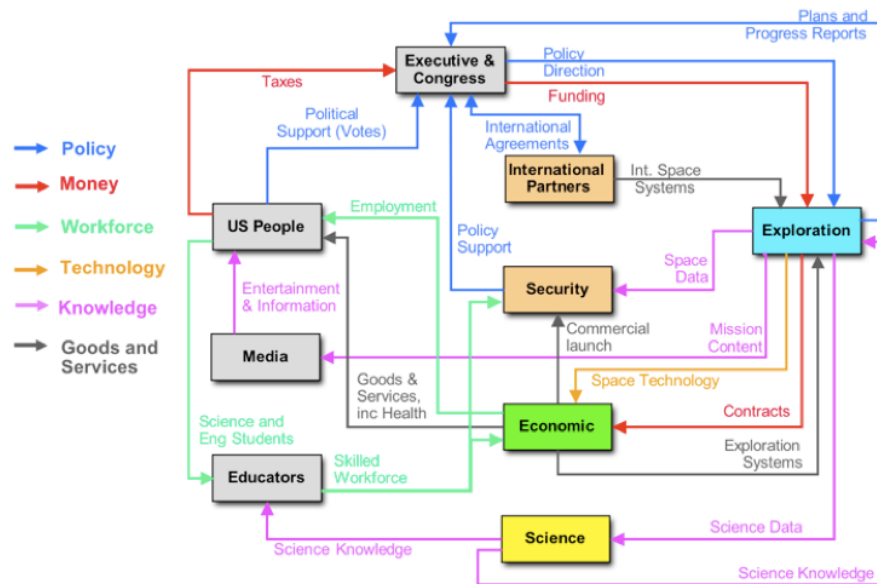 Plans and
Progress Reports
Executive &
Congress
Policy
Direction
Taxes
Funding
Political
Support (Votes)
International
Agreements
Policy
International
Partners
Int. Space
Systems
Money
Employment
Workforce
US People
Policy
Support
Exploration
Space
Data
Technology
Entertainment
& Information
Security
Knowledge
Commercial
launch
Mission
Content
Goods and
Services
Media
Goods &
Services,
inc Health
Space Technology
Science and
Eng Students
Economic
Contracts
Exploration
Systems
Educators
Skilled
Workforce
Science
Science Data
Science Knowledge
Science Knowledge